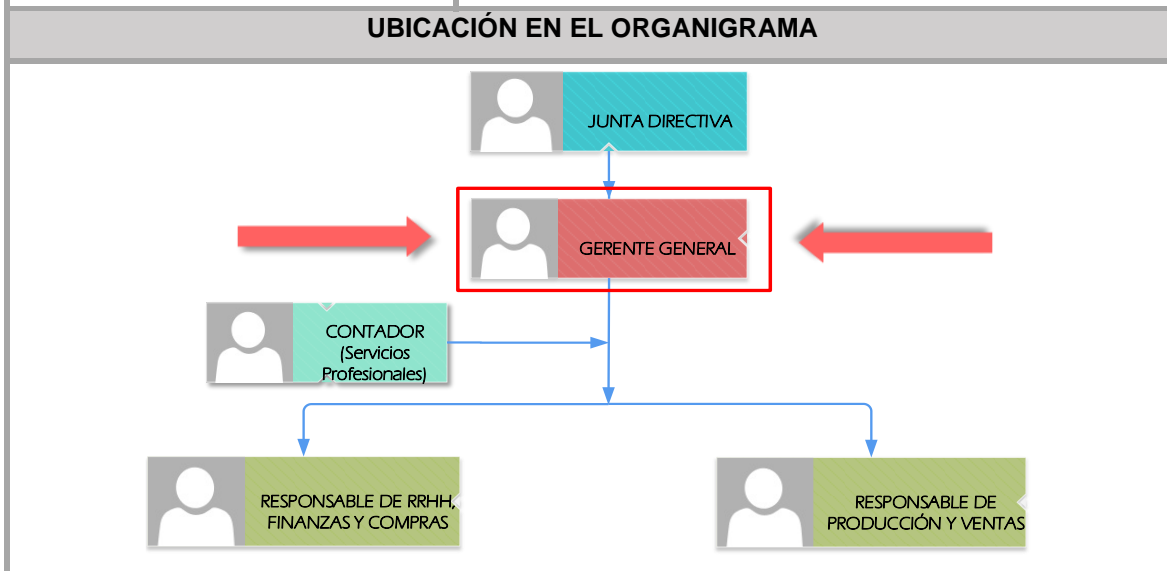 UBICACIÓN EN EL ORGANIGRAMA
JUNTA DIRECTIVA
GERENTE GENERAL
CONTADOR
(Servicios
Profesionales)
RESPONSABLE DE RRHH,
FINANZAS Y COMPRAS
RESPONSABLE DE
PRODUCCIÓN Y VENTAS